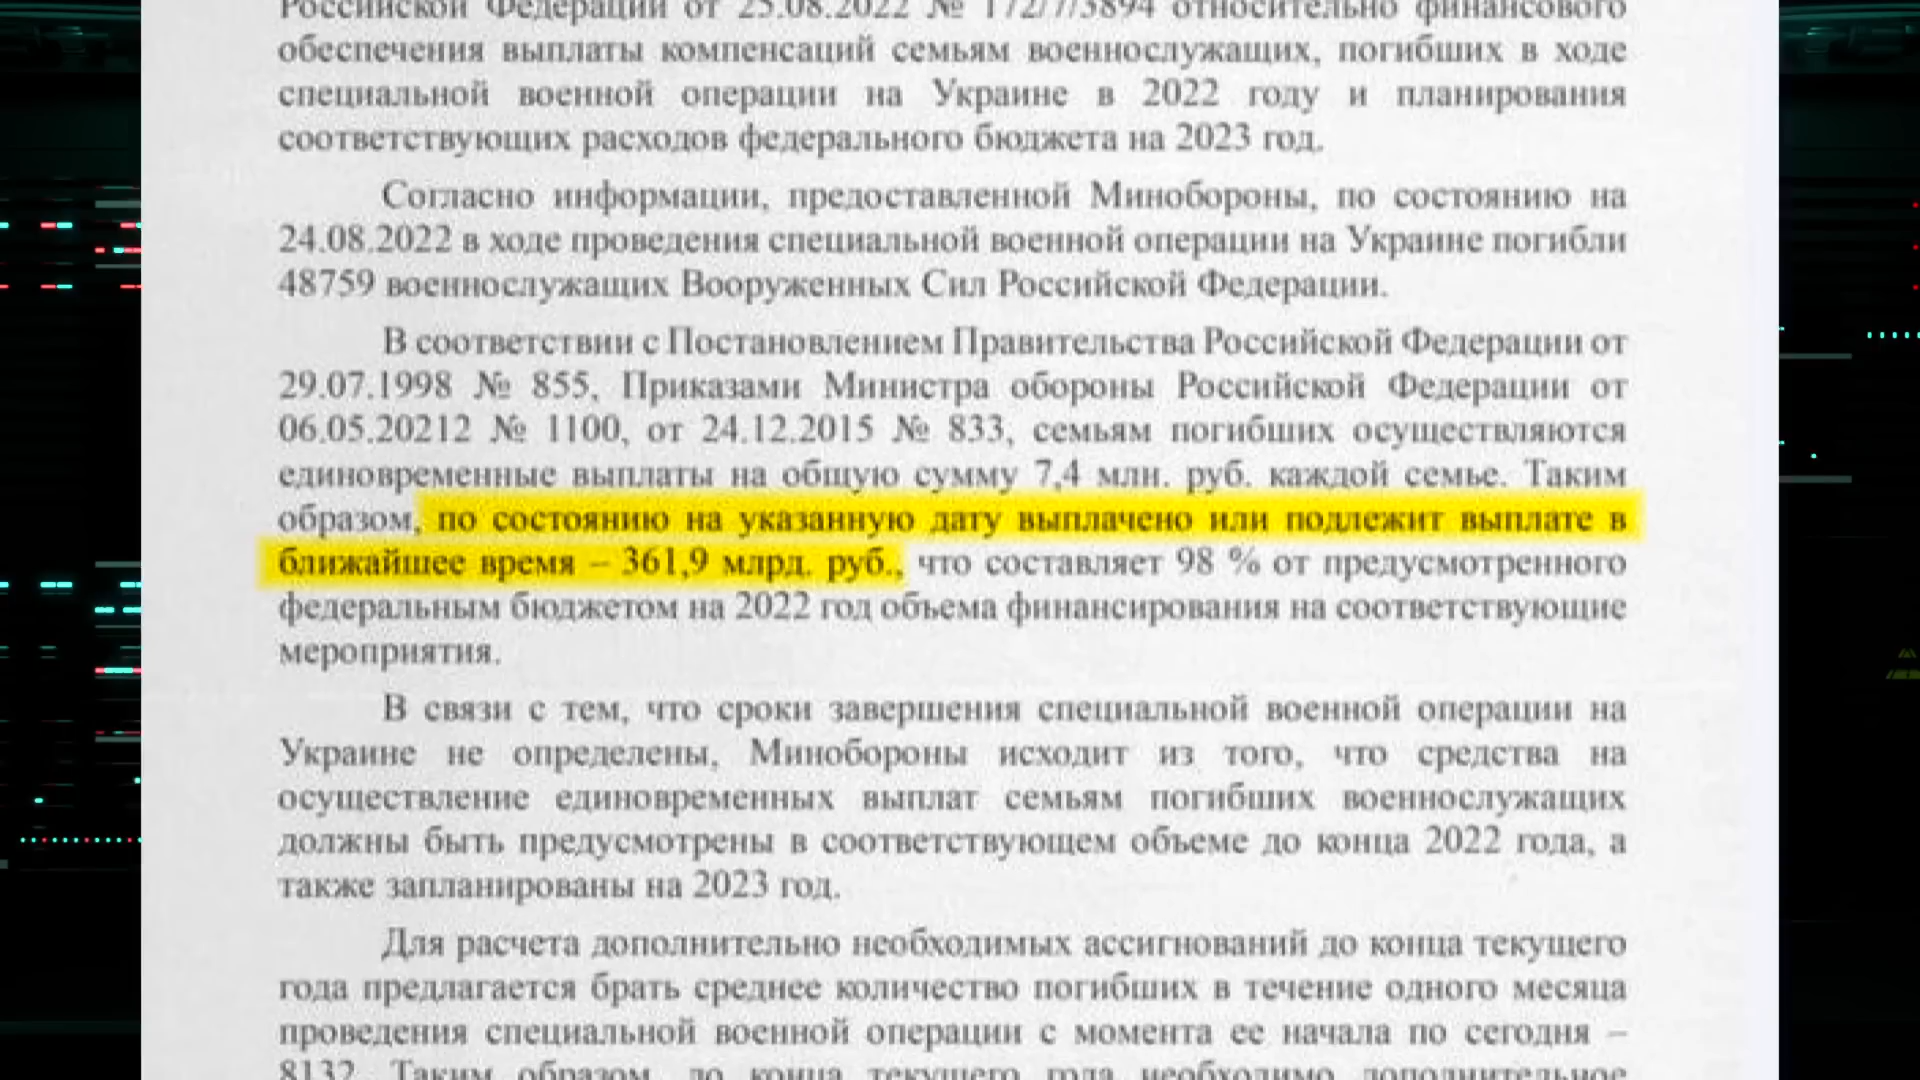 Российской Федерации от 25.08.2022 № 172/7/3894 относительно финансового
обеспечения выплаты компенсаций семьям военнослужащих, погибших в ходе
специальной военной операции на Украине в 2022 году и планирования
соответствующих расходов федерального бюджета на 2023 год.
Согласно информации, предоставленной Минобороны, по состоянию на
24.08.2022 в ходе проведения специальной военной операции на Украине погибли
48759 военнослужащих Вооруженных Сил Российской Федерации.
В соответствии с Постановлением Правительства Российской Федерации от
29.07.1998 № 855, Приказами Министра обороны Российской Федерации от
06.05.20212 № 1100, от 24.12.2015 № 833, семьям погибших осуществляются
единовременные выплаты на общую сумму 7,4 млн. руб. каждой семье. Таким
образом, по состоянию на указанную дату выплачено или подлежит выплате в
ближайшее время – 361,9 млрд. руб., что составляет 98 % от предусмотренного
федеральным бюджетом на 2022 год объема финансирования на соответствующие
мероприятия.
В связи с тем, что сроки завершения специальной военной операции на
Украине не определены, Минобороны исходит из того, что средства на
осуществление единовременных выплат семьям погибших военнослужащих
должны быть предусмотрены в соответствующем объеме до конца 2022 года, а
также запланированы на 2023 год.
Для расчета дополнительно необходимых ассигнований до конца текущего
года предлагается брать среднее количество погибших в течение одного месяца
проведения специальной военной операции с момента ее начала по сегодня –
8132. Таким образом, до конца текущего года необходимо дополнительное